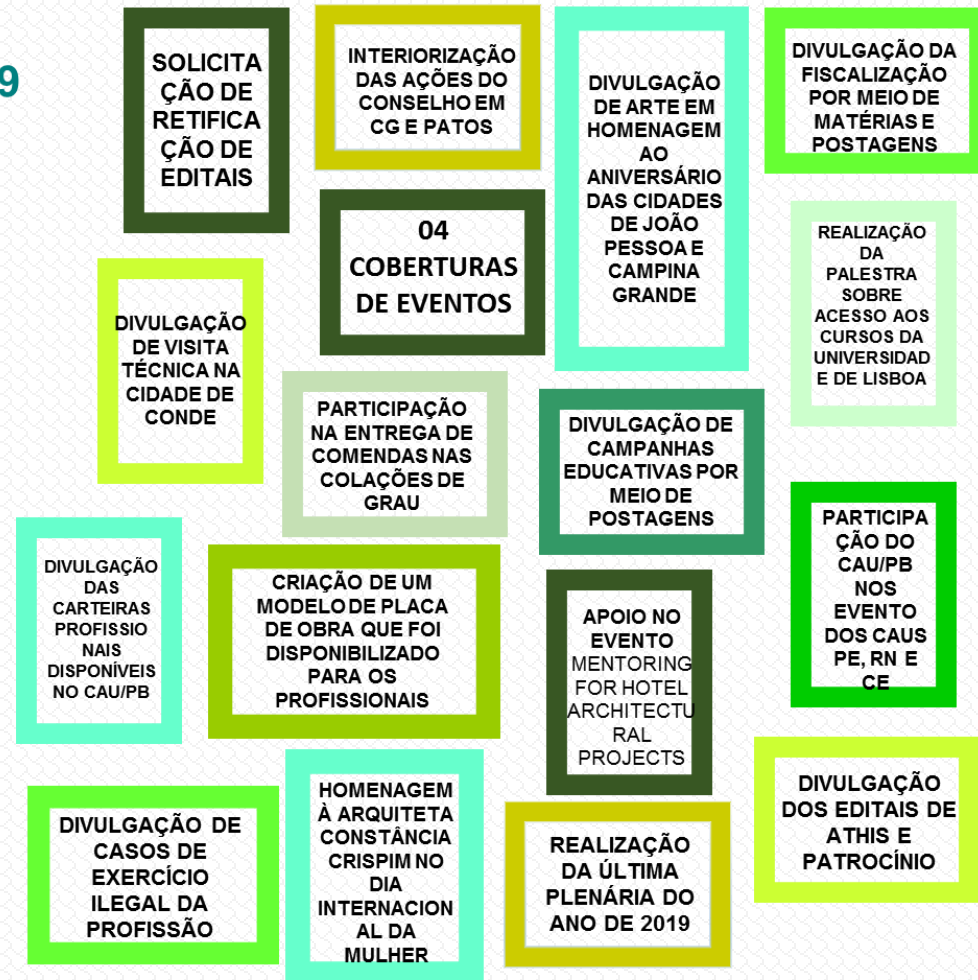 9
SOLICITA
ÇÃO DE
RETIFICA
ÇÃO DE
EDITAIS
INTERIORIZAÇÃO
DAS AÇÕES DO
CONSELHO EM
CG E PATOS
DIVULGAÇÃO
DE ARTE EM
HOMENAGEM
AO
ANIVERSÁRIO
DAS CIDADES
DE JOÃO
PESSOA E
CAMPINA
GRANDE
DIVULGAÇÃO DA
FISCALIZAÇÃO
POR MEIO DE
MATÉRIAS E
POSTAGENS
04
COBERTURAS
DE EVENTOS
REALIZAÇÃO
DA
PALESTRA
SOBRE
ACESSO AOS
CURSOS DA
UNIVERSIDAD
E DE LISBOA
DIVULGAÇÃO
DE VISITA
TÉCNICA NA
CIDADE DE
CONDE
PARTICIPAÇÃO
NA ENTREGA DE
COMENDAS NAS
COLAÇÕES DE
GRAU
DIVULGAÇÃO DE
CAMPANHAS
EDUCATIVAS POR
MEIO DE
POSTAGENS
PARTICIPA
ÇÃO DO
CAU/PB
NOS
EVENTO
DOS CAUS
PE, RN E
CE
DIVULGAÇÃO
DAS
CARTEIRAS
PROFISSIO
NAIS
DISPONÍVEIS
NO CAU/PB
CRIAÇÃO DE UM
MODELO DE PLACA
DE OBRA QUE FOI
DISPONIBILIZADO
PARA OS
PROFISSIONAIS
APOIO NO
EVENTO
MENTORING
FOR HOTEL
ARCHITECTU
RAL
PROJECTS
DIVULGAÇÃO
DOS EDITAIS DE
ATHIS E
PATROCÍNIO
DIVULGAÇÃO DE
CASOS DE
EXERCÍCIO
ILEGAL DA
PROFISSÃO
HOMENAGEM
À ARQUITETA
CONSTÂNCIA
CRISPIM NO
DIA
INTERNACION
AL DA
MULHER
REALIZAÇÃO
DA ÚLTIMA
PLENÁRIA DO
ANO DE 2019